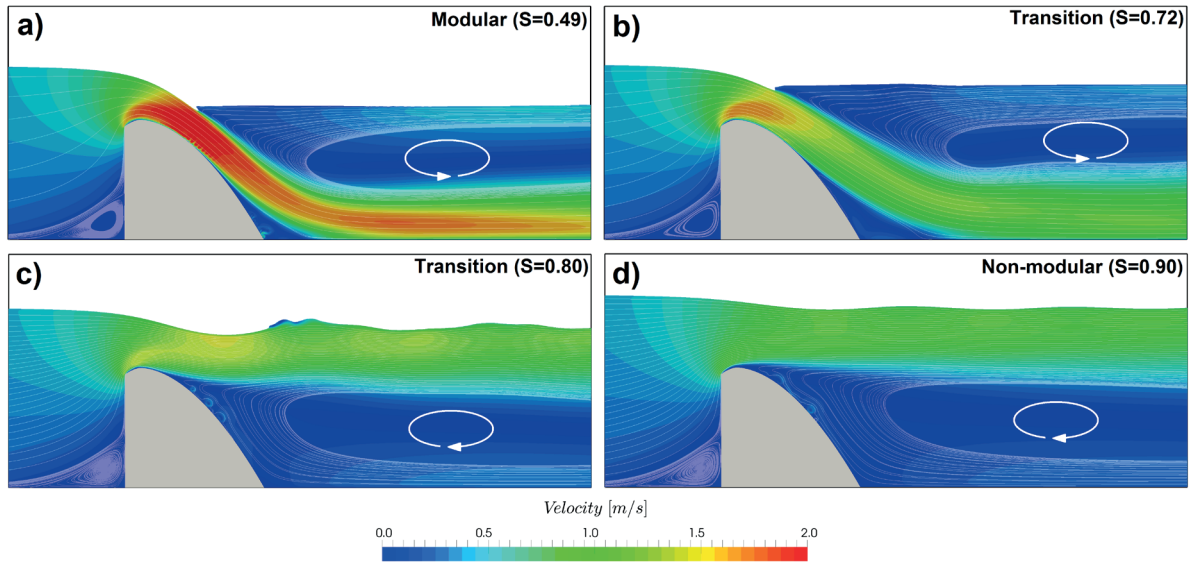 a)
Modular (S=0.49)
b)
Transition (S=0.72)
c)
Transition (S=0.80)
d)
Non-modular (S=0.90)
Velocity [m/s]
0.0 0.5 1.0 1.5 2.0